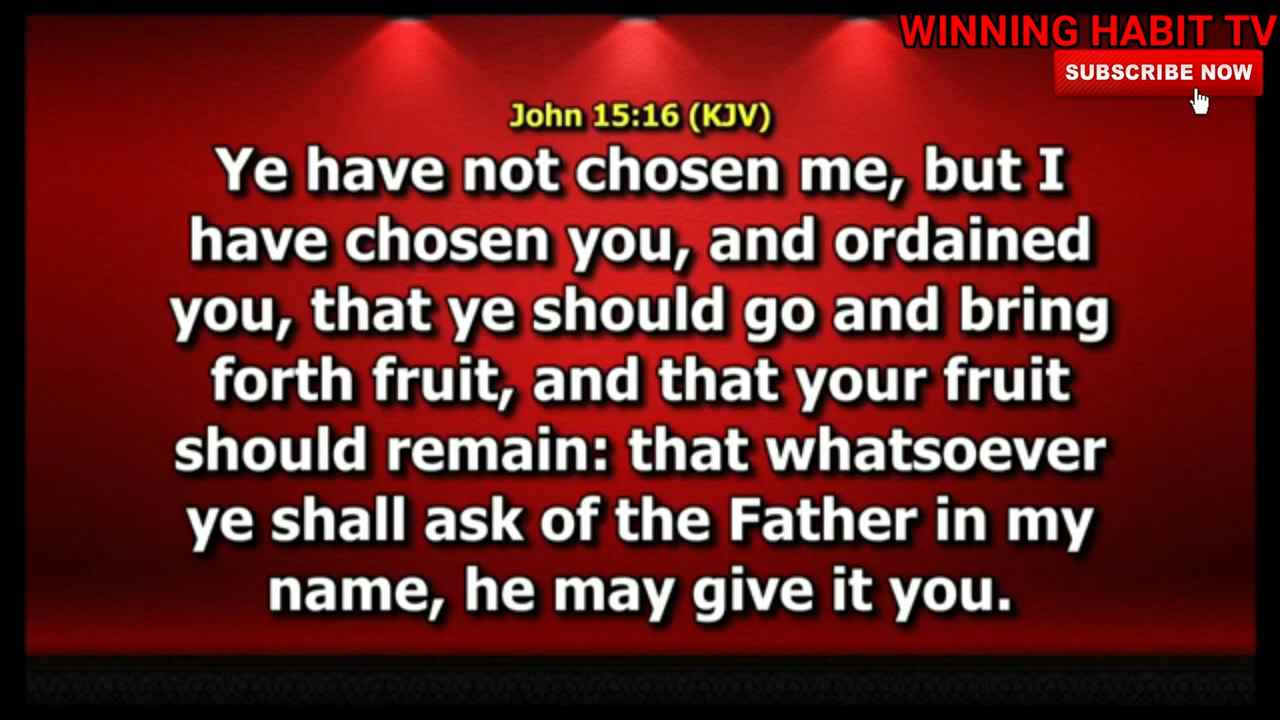 WINNING HABIT TV
SUBSCRIBE NOW
John 15:16 (KJV)
Ye have not chosen me, but I
have chosen you, and ordained
you, that ye should go and bring
forth fruit, and that your fruit
should remain: that whatsoever
ye shall ask of the Father in my
name, he may give it you.